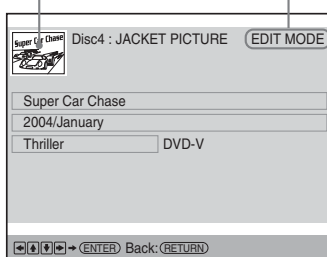 Super Car Chase
Disc4 : JACKET PICTURE
EDIT MODE
Super Car Chase
2004/January
Thriller
DVD-V
ENTER Back: RETURN